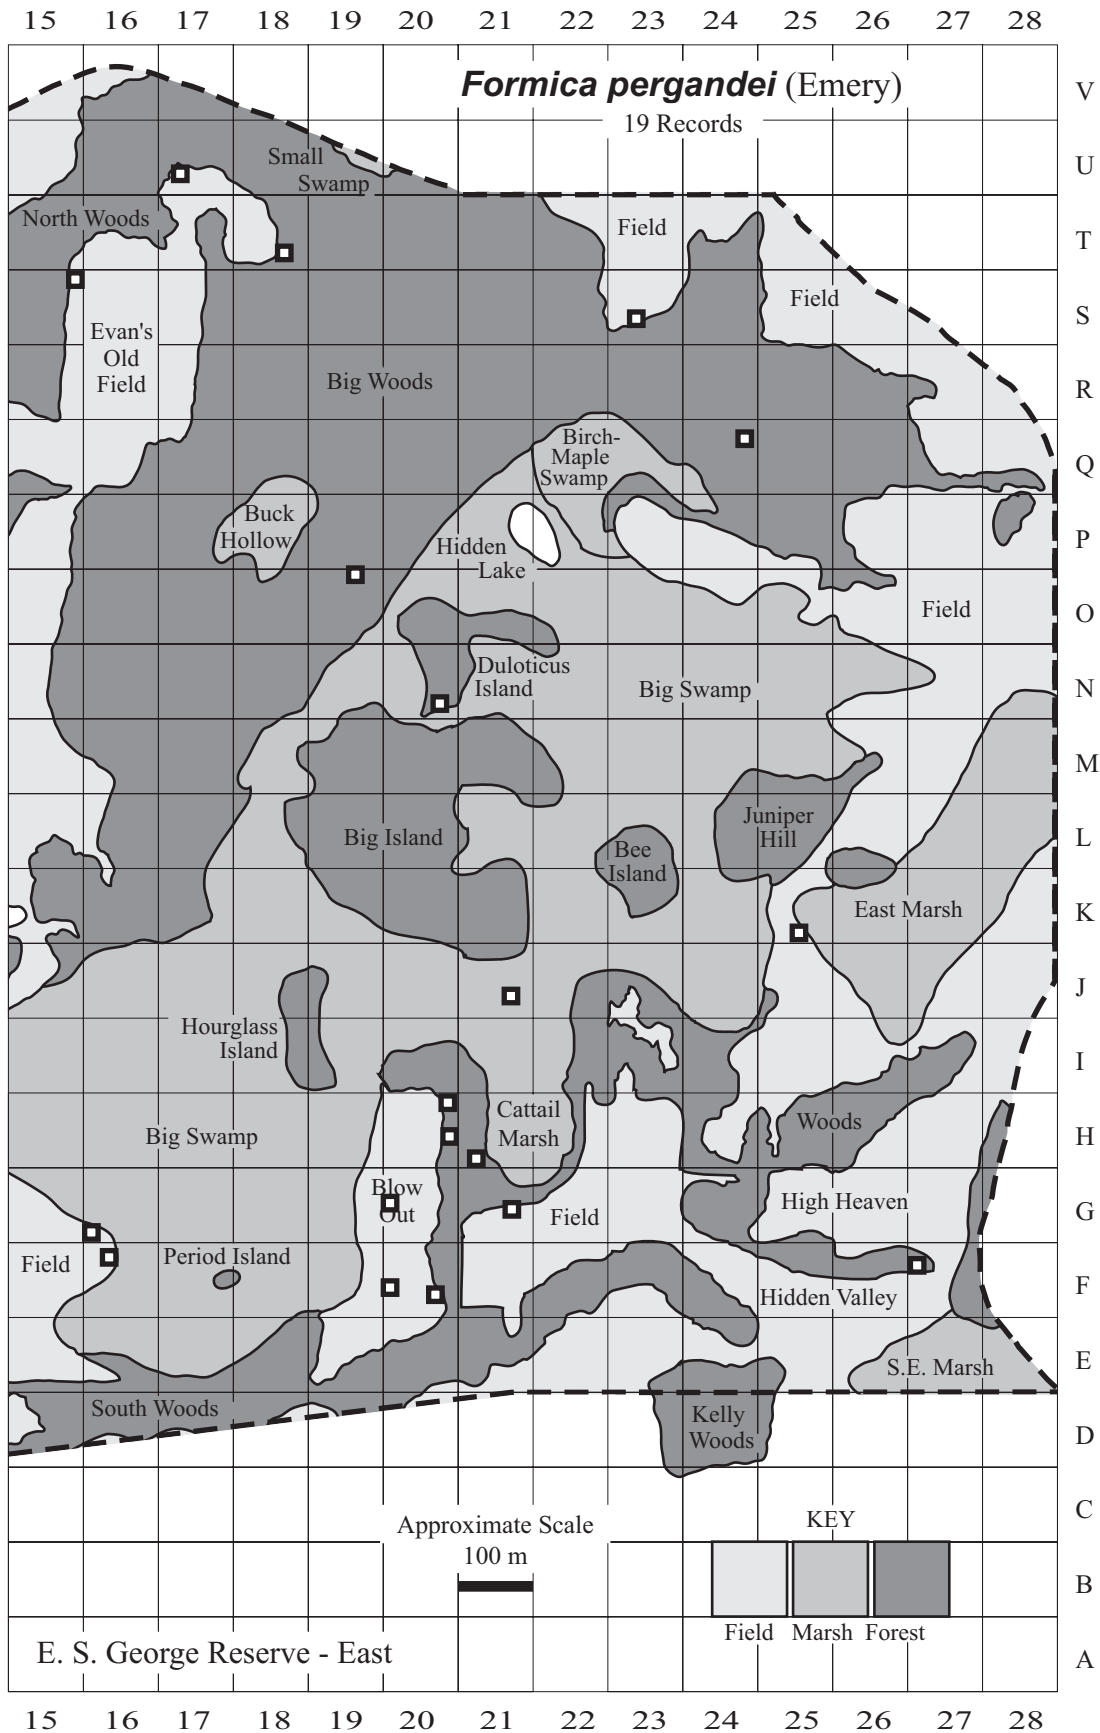 15 16 17 18 19 20 21 22 23 24 25 26 27 28
Formica pergandei (Emery)
V
19 Records
Small
Swamp
U
North Woods
Field
T
Field
S
Evan's
Old
Field
Big Woods
R
Birch-
Maple
Swamp
Q
Buck
Hollow
Hidden
Lake
P
Field
O
Duloticus
Island
Big Swamp
N
M
Juniper
Hill
Big Island
L
Bee
Island
East Marsh
K
J
Hourglass
Island
I
Cattail
Marsh
Woods
Big Swamp
H
Blow
Out
High Heaven
Field
G
Field
Period Island
Hidden Valley
F
S.E. Marsh
E
South Woods
Kelly
Woods
D
C
Approximate Scale
100 m
KEY
B
Field Marsh Forest
E. S. George Reserve - East
A
15 16 17 18 19 20 21 22 23 24 25 26 27 28